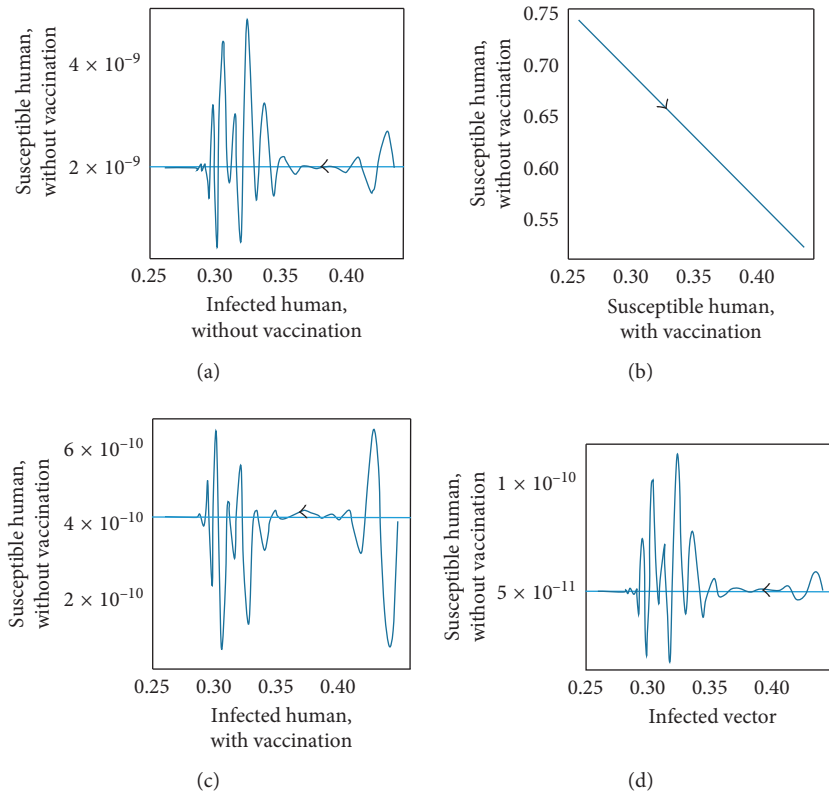 Susceptible human,
without vaccination
4 × 10–9
2 × 10–9
0.25 0.30 0.35 0.40
Infected human,
without vaccination
(a)
Susceptible human,
without vaccination
0.75
0.70
0.65
0.60
0.55
0.25 0.30 0.35 0.40
Susceptible human,
with vaccination
(b)
Susceptible human,
without vaccination
6 × 10–10
4 × 10–10
2 × 10–10
0.25 0.30 0.35 0.40
Infected human,
with vaccination
(c)
Susceptible human,
without vaccination
1 × 10–10
5 × 10–11
0.25 0.30 0.35 0.40
Infected vector
(d)